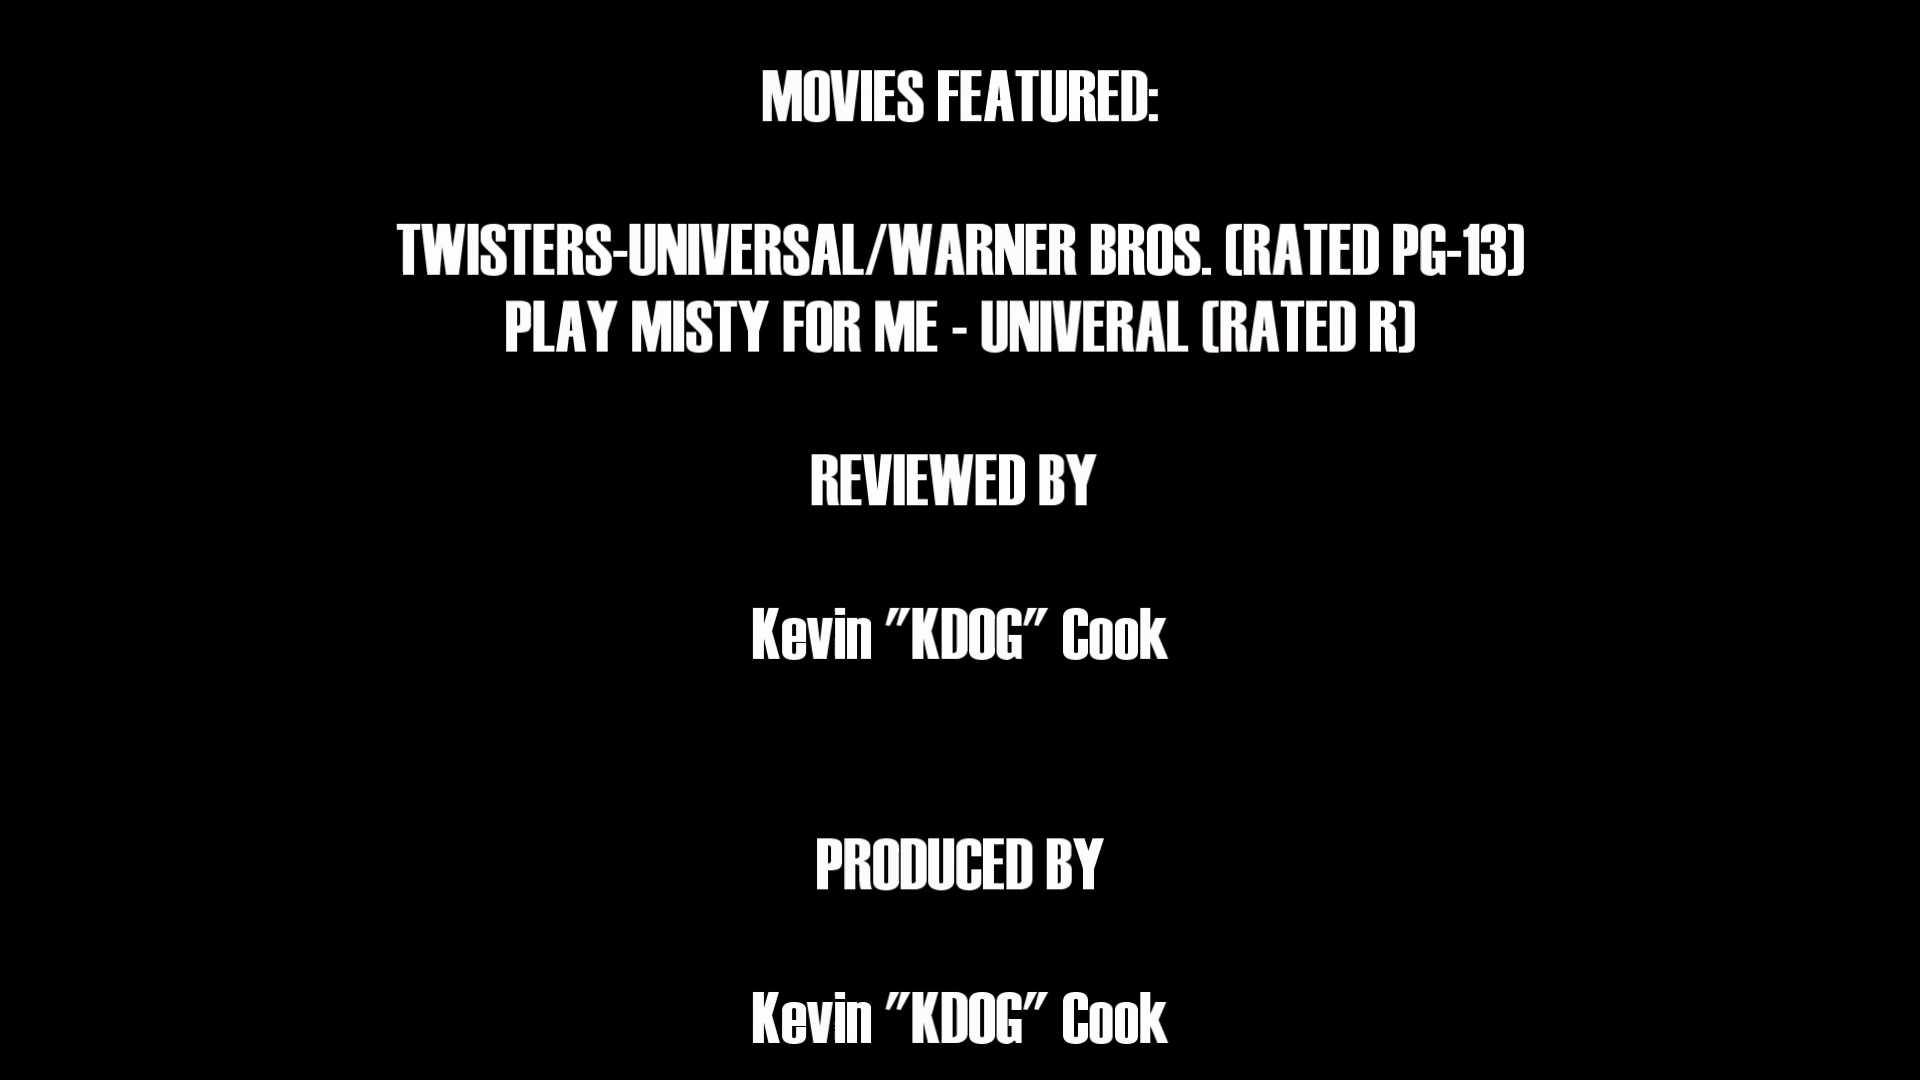 MOVIES FEATURED:
TWISTERS-UNIVERSAL/WARNER BROS. (RATED PG-13)
PLAY MISTY FOR ME - UNIVERAL (RATED R)
REVIEWED BY
Kevin "KDOG" Cook
PRODUCED BY
Kevin "KDOG" Cook